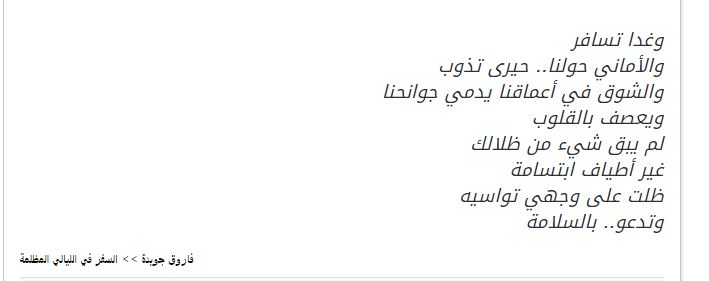 وغدا تسافر
والأماني حولنا.. حيرى تذوب
والشوق في أعماقنا يدمي جوانحنا
ويعصف بالقلوب
لم يبق شيء من ظلالك
غير أطياف ابتسامة
ظلت على وجهي تواسيه
وتدعو.. بالسلامة
فاروق جويدة >> السفر في الليالي المظلمة